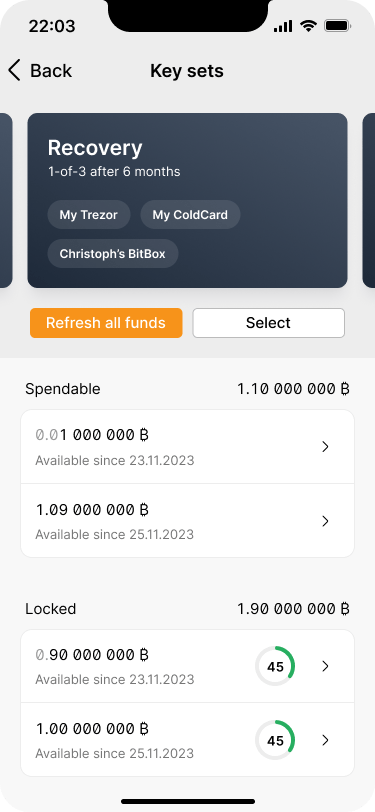 22:03
Back
Key sets
Recovery
1-of-3 after 6 months
My Trezor
My ColdCard
Christoph’s BitBox
Refresh all funds
Select
Spendable
1.10 000 000 ₿
0.01 000 000 ₿
Available since 23.11.2023
1.09 000 000 ₿
Available since 25.11.2023
Locked
1.90 000 000 ₿
0.90 000 000 ₿
45
Available since 23.11.2023
1.00 000 000 ₿
45
Available since 25.11.2023